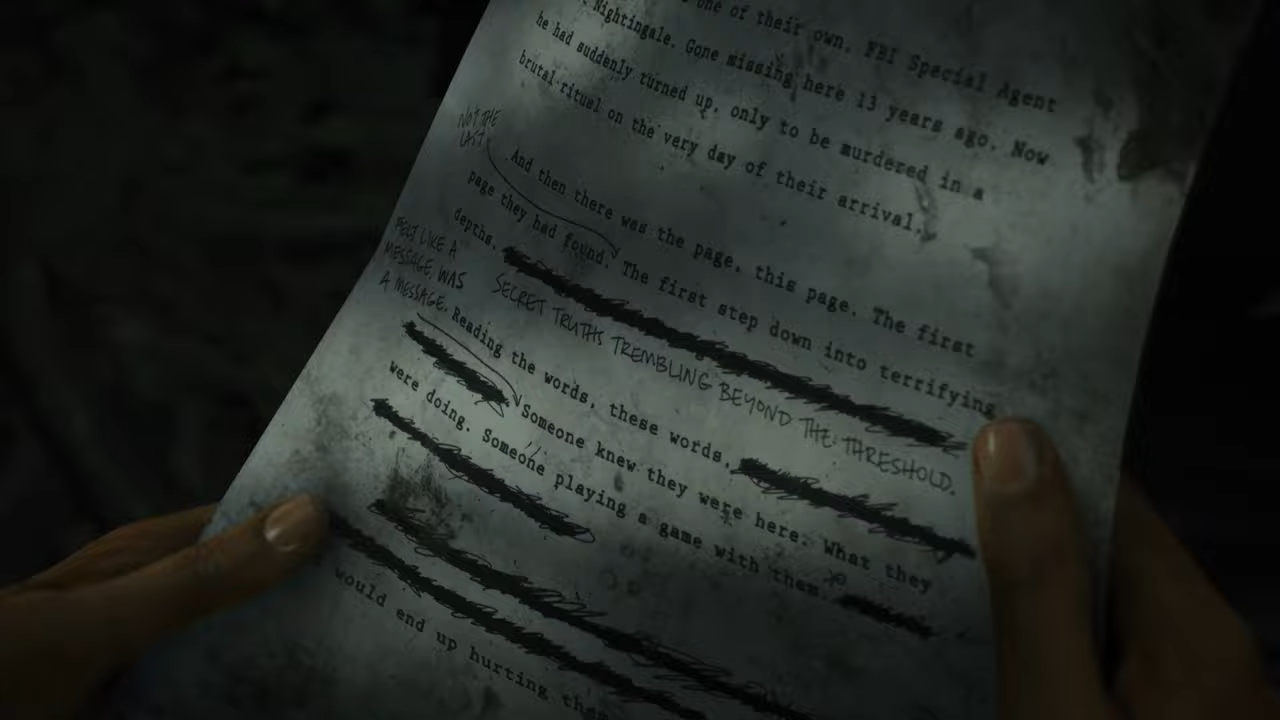 one of their own. FBI Special Agent
Nightingale. Gone missing here 13 years ago. Now
he had suddenly turned up, only to be murdered in a
brutal rituel on the very day of their arrival.
NOT THE
LAST
And then there was the page, this page. The first
page they had found. The first step down into terrifying
depths.
SECRET TRUTHS TREMBLING BEYOND THE THRESHOLD.
FELT LIKE A
MESSAGE, WAS
A MESSAGE.
Reading the words, these words,
Someone knew they were here. What they
were doing. Someone playing a game with them.
would end up hurting them